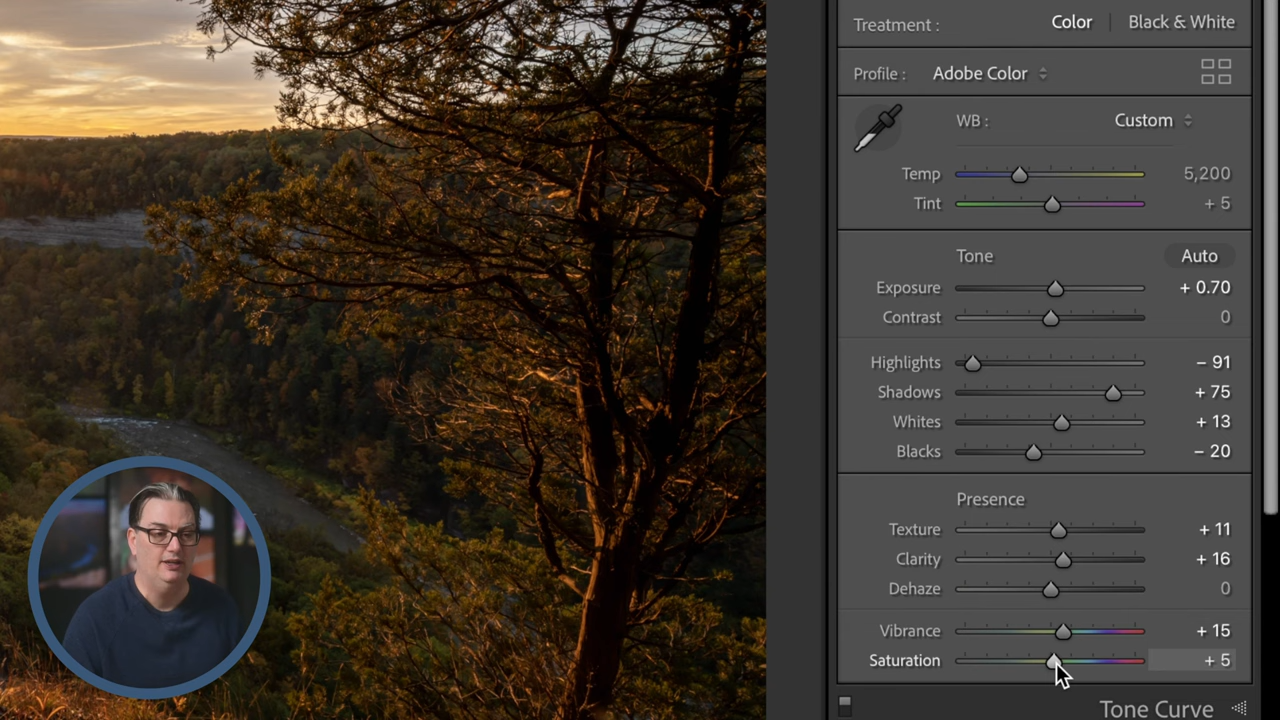 Treatment : Color | Black & White
Profile : Adobe Color
WB : Custom
Temp 5,200
Tint + 5
Tone Auto
Exposure + 0.70
Contrast 0
Highlights – 91
Shadows + 75
Whites + 13
Blacks – 20
Presence
Texture + 11
Clarity + 16
Dehaze 0
Vibrance + 15
Saturation + 5
Tone Curve